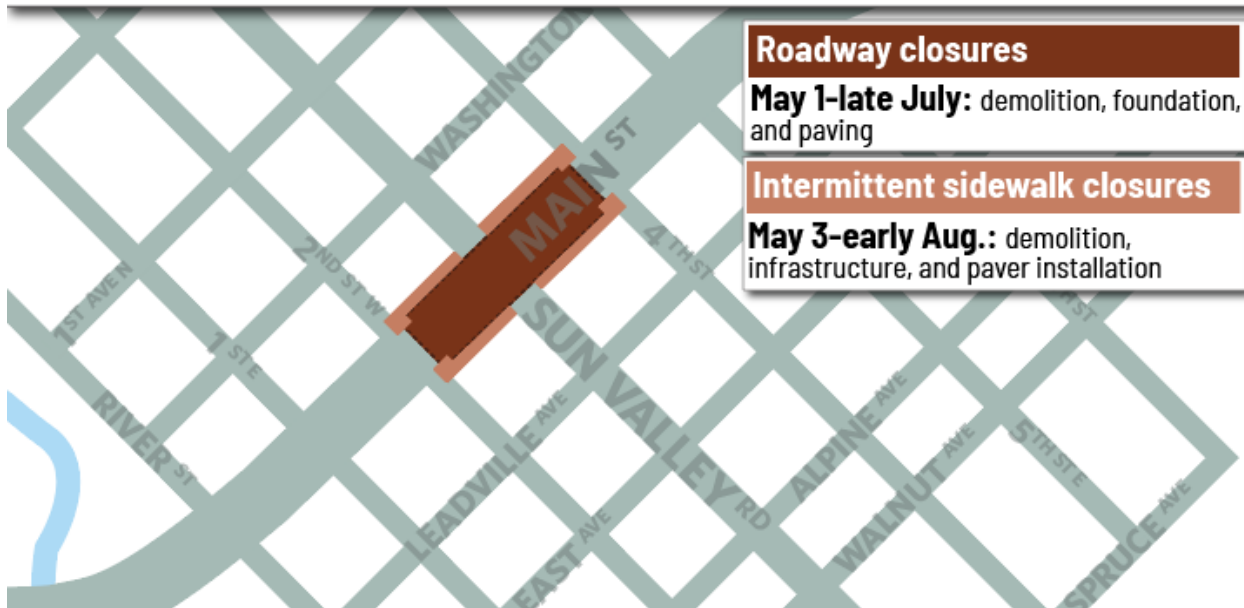 Roadway closures
May 1-late July: demolition, foundation,
and paving
Intermittent sidewalk closures
May 3-early Aug.: demolition,
infrastructure, and paver installation
WASHINGTON
MAIN ST
2ND ST W
4TH ST
TH ST
1ST AVE N
1 ST E
SUN VALLEY RD
RIVER ST
LEADVILLE AVE
ALPINE AVE
5TH ST E
WALNUT AVE
EAST AVE
SPRUCE AVE